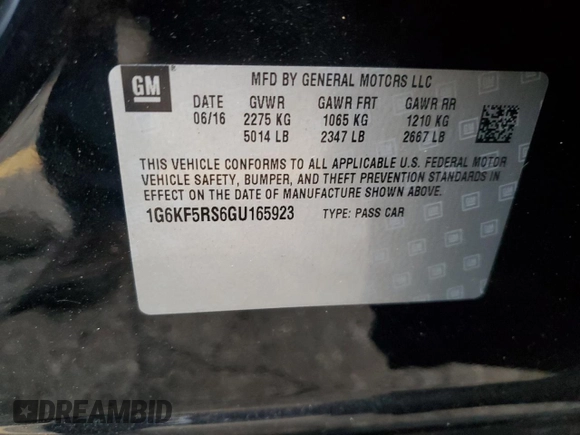 GM
MFD BY GENERAL MOTORS LLC
DATE GVWR GAWR FRT GAWR RR
06/16 2275 KG 1065 KG 1210 KG
5014 LB 2347 LB 2667 LB
THIS VEHICLE CONFORMS TO ALL APPLICABLE U.S. FEDERAL MOTOR
VEHICLE SAFETY, BUMPER, AND THEFT PREVENTION STANDARDS
IN EFFECT ON THE DATE OF MANUFACTURE SHOWN ABOVE.
1G6KF5RS6GU165923 TYPE: PASS CAR
DREAMBID